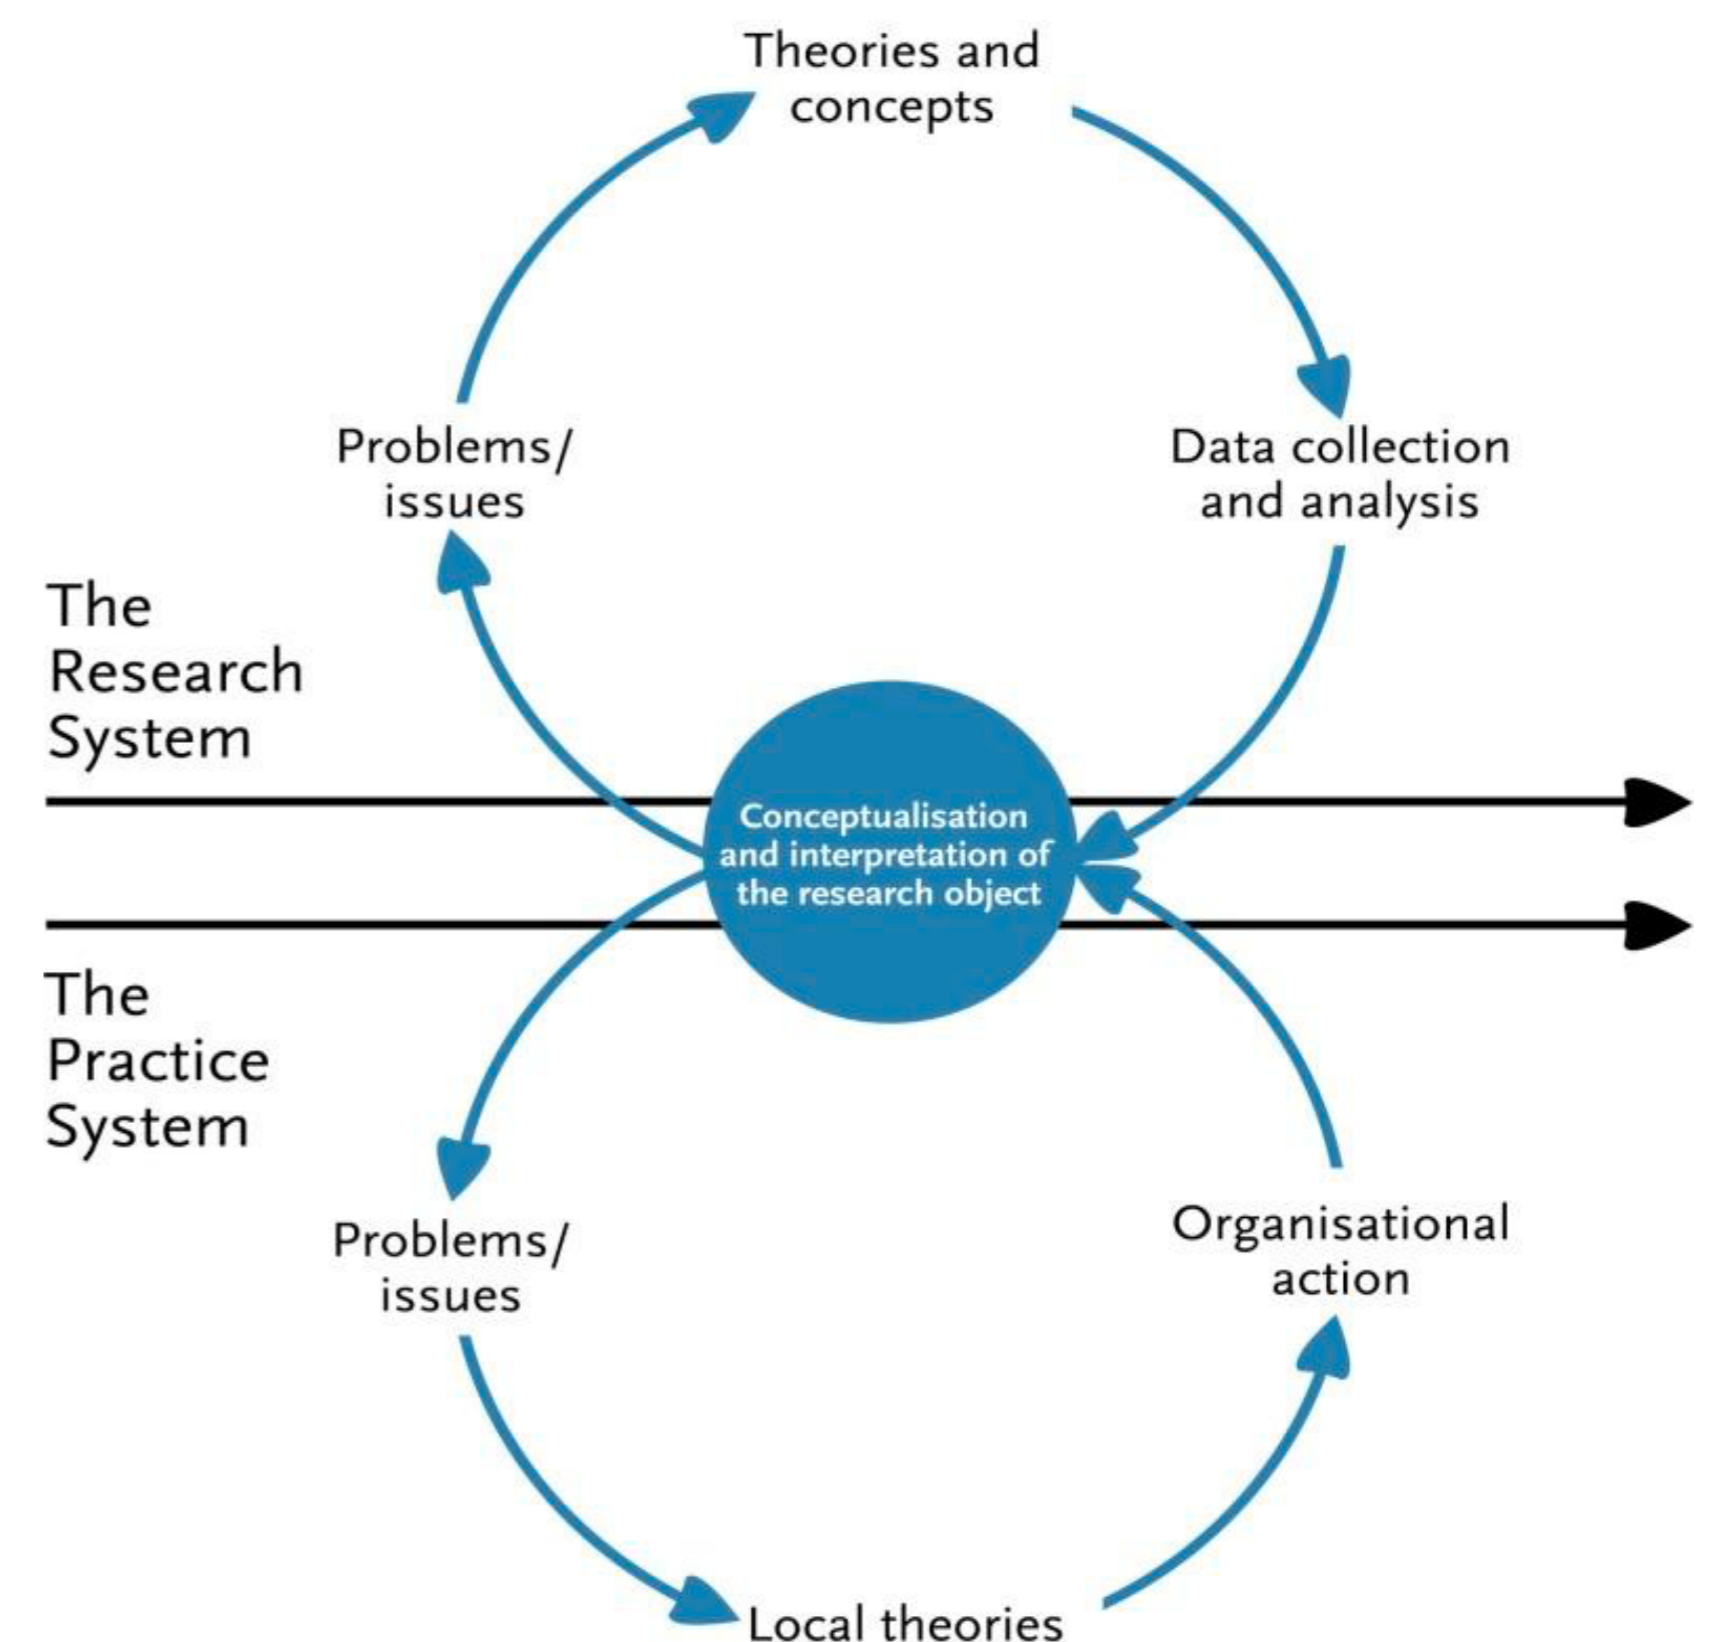 Theories and
concepts
Problems/
issues
Data collection
and analysis
The
Research
System
Conceptualisation
and interpretation of
the research object
The
Practice
System
Problems/
issues
Organisational
action
Local theories